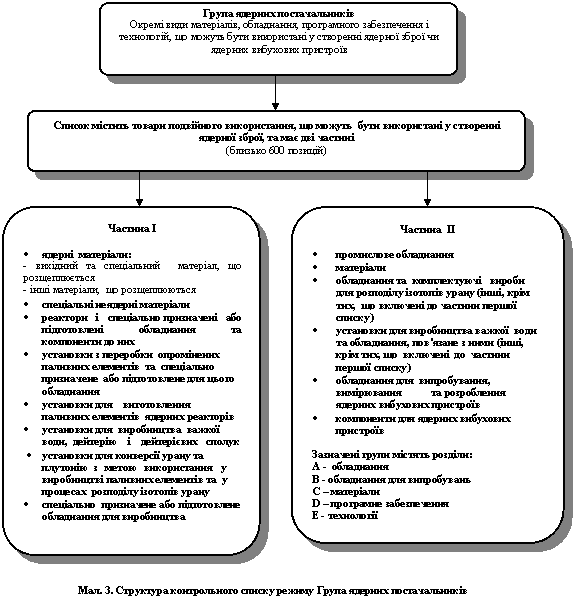 Група ядерних постачальників
Окремі види матеріалів, обладнання, програмного забезпечення і
технологій, що можуть бути використані у створенні ядерної зброї чи
ядерних вибухових пристроїв
Список містить товари подвійного використання, що можуть бути використані у створенні
ядерної зброї, та має дві частині
(близько 600 позицій)
Частина І
• ядерні матеріали:
- вихідний та спеціальний матеріал, що
розщеплюється
- інші матеріали, що розщеплюються
• спеціальні неядерні матеріали
• реактори і спеціально призначені або
підготовлені обладнання та
компоненти до них
• установки з переробки опромінених
паливних елементів та спеціально
призначене або підготовлене для цього
обладнання
• установки для виготовлення
паливних елементів ядерних реакторів
• установки для виробництва важкої
води, дейтерію і дейтерієвих сполук
• установки для конверсії урану та
плутонію з метою використання у
виробництві паливних елементів та у
процесах розподілу ізотопів урану
• спеціально призначене або підготовлене
обладнання для виробництва
Частина ІІ
• промислове обладнання
• матеріали
• обладнання та комплектуючі вироби
для розподілу ізотопів урану (інші, крім
тих, що включені до частини першої
списку)
• установки для виробництва важкої води
та обладнання, пов'язане з ними (інші,
крім тих, що включені до частини
першої списку)
• обладнання для випробування,
вимірювання та розроблення
ядерних вибухових пристроїв
• компоненти для ядерних вибухових
пристроїв
Зазначені групи містять розділи:
A - обладнання
B - обладнання для випробувань
C – матеріали
D – програмне забезпечення
E - технології
Мал. 3. Структура контрольного списку режиму Група ядерних постачальників